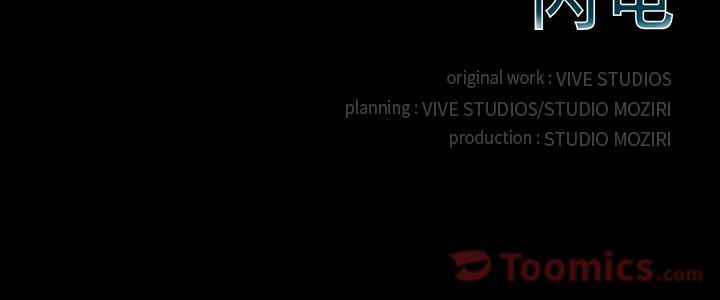 闪电
original work : VIVE STUDIOS
planning : VIVE STUDIOS/STUDIO MOZIRI
production : STUDIO MOZIRI
Toomics.com